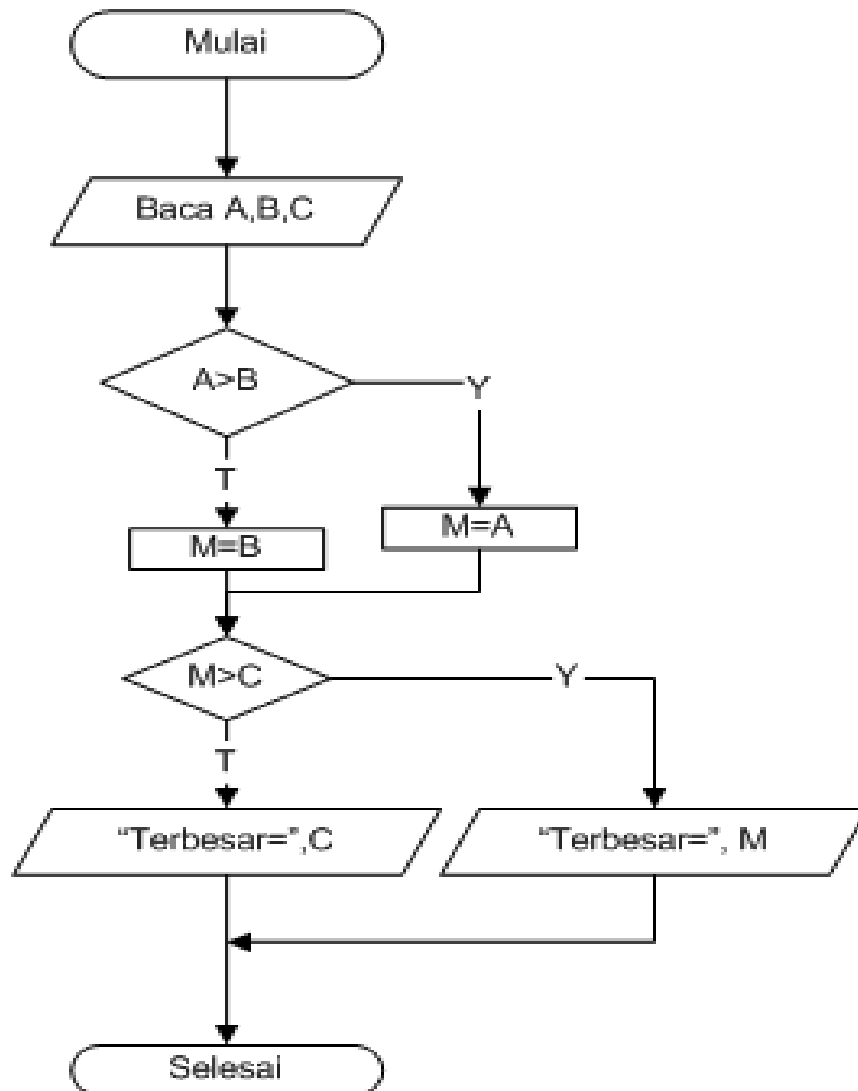 Mulai
Baca A,B,C
A>B
Y
T
M=A
M=B
M>C
Y
T
“Terbesar=”,C
“Terbesar=”, M
Selesai